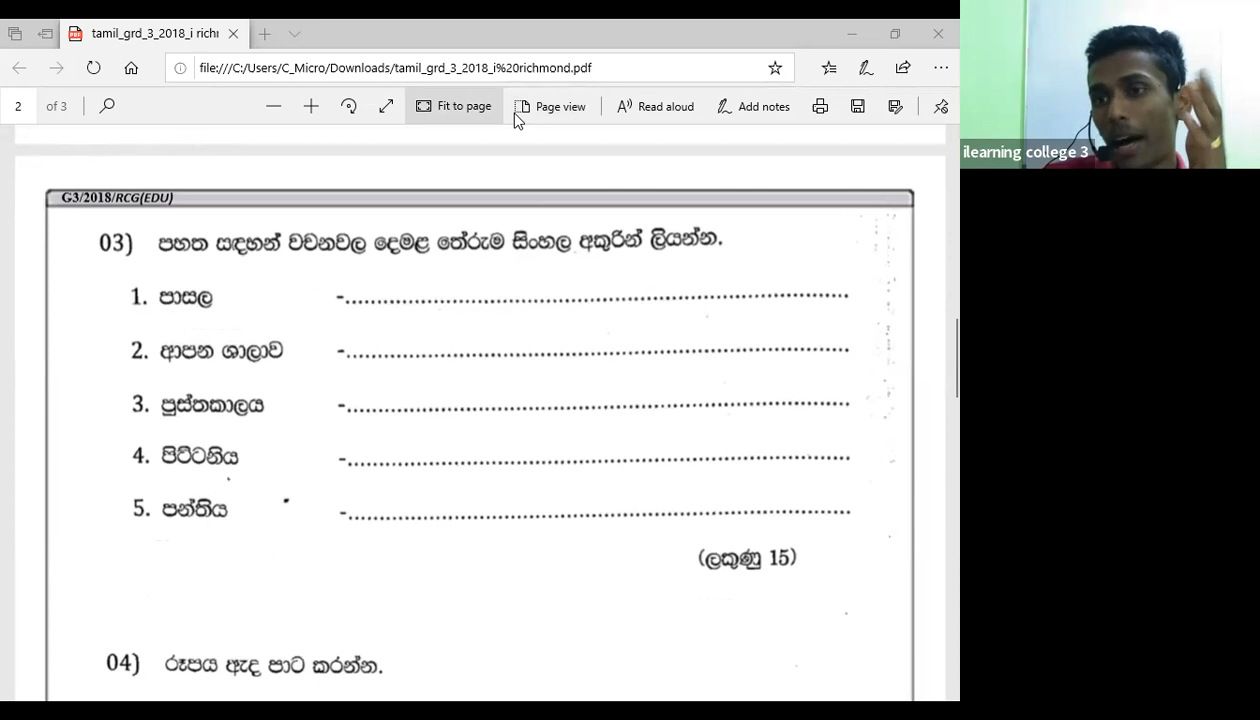 tamil_grd_3_2018_i richn
file:///C:/Users/C_Micro/Downloads/tamil_grd_3_2018_i%20richmond.pdf
2 of 3 Fit to page Page view Read aloud Add notes
ilearning college 3
G3/2018/RCG(EDU)
03) පහත සඳහන් වචනවල දෙමළ තේරුම සිංහල අකුරින් ලියන්න.
1. පාසල -....................................................
2. ආපන ශාලාව -....................................................
3. පුස්තකාලය -....................................................
4. පිට්ටනිය -....................................................
5. පන්තිය -....................................................
(ලකුණු 15)
04) රූපය ඇද පාට කරන්න.